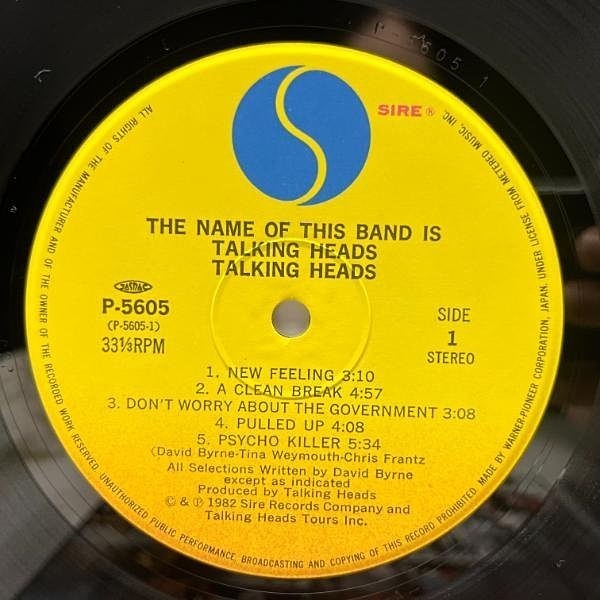 P-5605 1
SIRE ®
THE NAME OF THIS BAND IS
TALKING HEADS
TALKING HEADS
JASRAC
P-5605
(P-5605-1)
33⅓RPM
SIDE
1
STEREO
1. NEW FEELING 3:10
2. A CLEAN BREAK 4:57
3. DON'T WORRY ABOUT THE GOVERNMENT 3:08
4. PULLED UP 4:08
5. PSYCHO KILLER 5:34
(David Byrne-Tina Weymouth-Chris Frantz
All Selections Written by David Byrne
except as indicated
Produced by Talking Heads
© & ℗ 1982 Sire Records Company and
Talking Heads Tours Inc.
ALL RIGHTS OF THE MANUFACTURER AND OF THE OWNER OF THE RECORDED WORK RESERVED UNAUTHORIZED PUBLIC PERFORMANCE BROADCASTING AND COPYING OF THIS RECORD PROHIBITED. MADE BY WARNER-PIONEER CORPORATION, JAPAN. UNDER LICENSE FROM METERED MUSIC, INC.